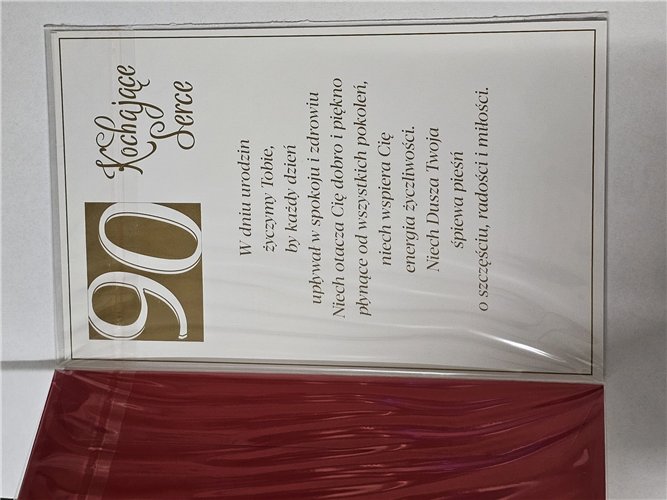 90
Kochające
Serce
W dniu urodzin
życzymy Tobie,
by każdy dzień
upływał w spokoju i zdrowiu
Niech otacza Cię dobro i piękno
płynące od wszystkich pokoleń,
niech wspiera Cię
energia życzliwości.
Niech Dusza Twoja
śpiewa pieśń
o szczęściu, radości i miłości.